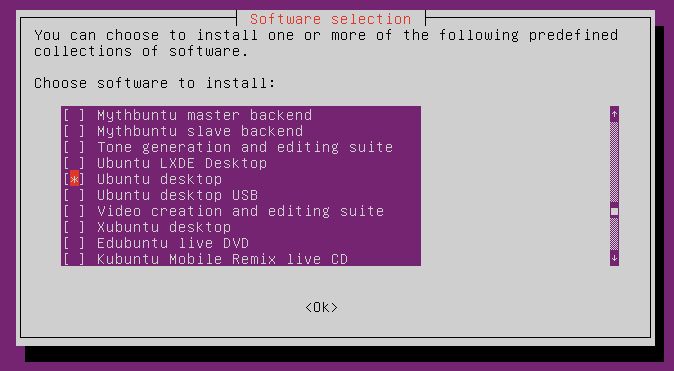 Software selection
You can choose to install one or more of the following predefined
collections of software.
Choose software to install:
[ ] Mythbuntu master backend
[ ] Mythbuntu slave backend
[ ] Tone generation and editing suite
[ ] Ubuntu LXDE Desktop
[*] Ubuntu desktop
[ ] Ubuntu desktop USB
[ ] Video creation and editing suite
[ ] Xubuntu desktop
[ ] Edubuntu live DVD
[ ] Kubuntu Mobile Remix live CD
<Ok>